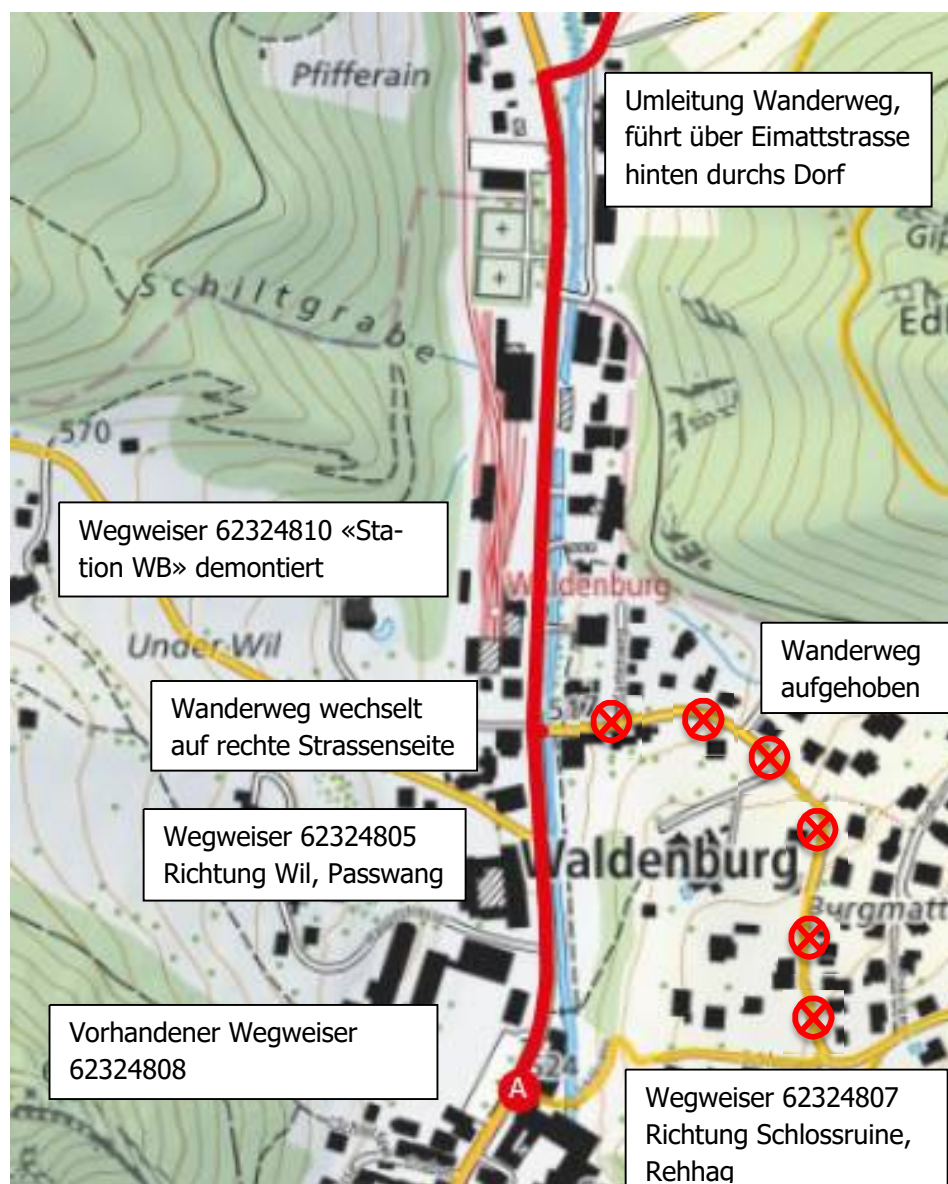 Pfifferain
Umleitung Wanderweg,
führt über Eimattstrasse
hinten durchs Dorf
Gip
Schiltgrabe
Edl
570
Wegweiser 62324810 «Sta-
tion WB» demontiert
Waldenburg
Under Wil
Wanderweg
aufgehoben
Wanderweg wechselt
auf rechte Strassenseite
Wegweiser 62324805
Richtung Wil, Passwang
Waldenburg
Burgmatt
Vorhandener Wegweiser
62324808
524
A
Wegweiser 62324807
Richtung Schlossruine,
Rehhag